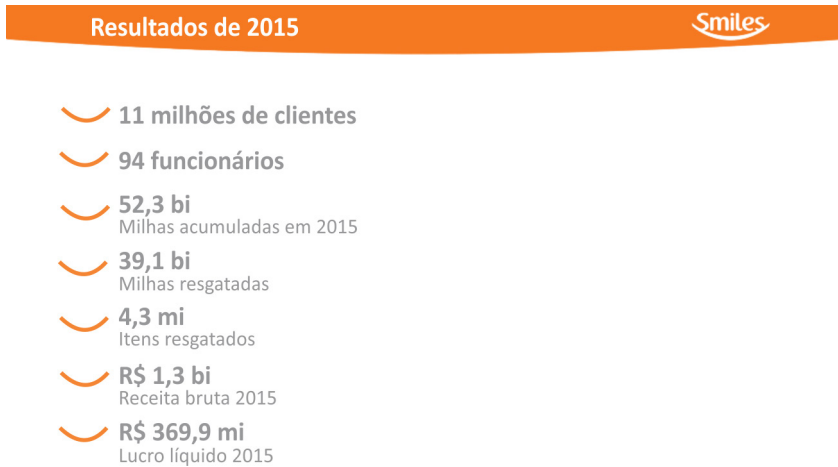 Resultados de 2015
Smiles
11 milhões de clientes
94 funcionários
52,3 bi
Milhas acumuladas em 2015
39,1 bi
Milhas resgatadas
4,3 mi
Itens resgatados
R$ 1,3 bi
Receita bruta 2015
R$ 369,9 mi
Lucro líquido 2015